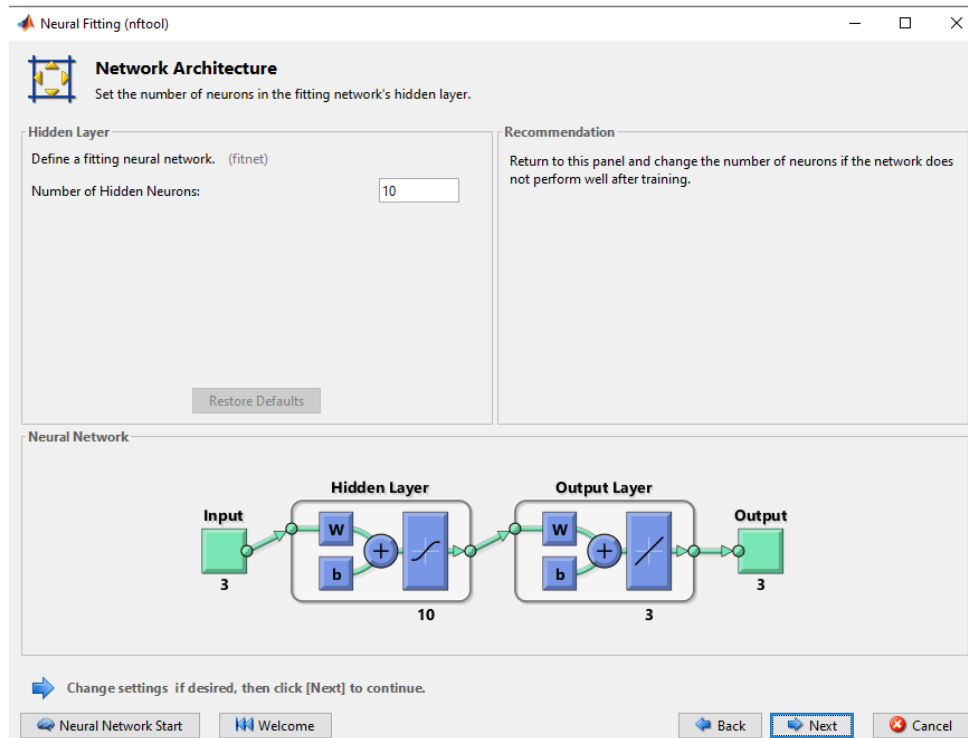 Neural Fitting (nftool)
Network Architecture
Set the number of neurons in the fitting network's hidden layer.
Hidden Layer
Define a fitting neural network. (fitnet)
Number of Hidden Neurons: 10
Restore Defaults
Recommendation
Return to this panel and change the number of neurons if the network does
not perform well after training.
Neural Network
Hidden Layer
Output Layer
Input
W
b
W
b
Output
3
10
3
3
Change settings if desired, then click [Next] to continue.
Neural Network Start
Welcome
Back
Next
Cancel